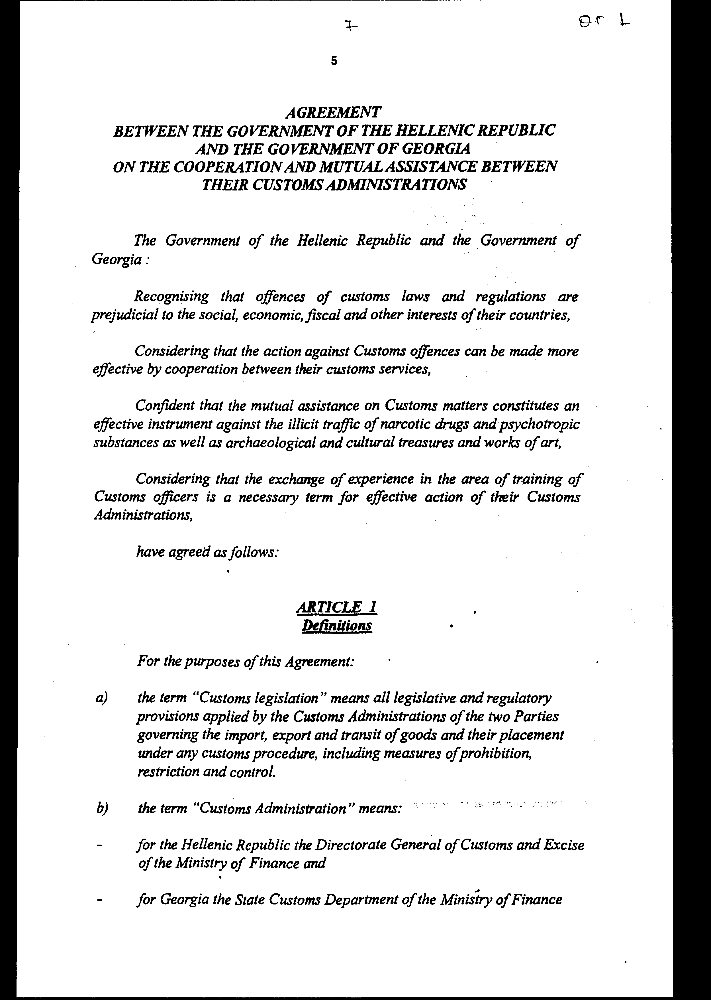 7
5
AGREEMENT
BETWEEN THE GOVERNMENT OF THE HELLENIC REPUBLIC
AND THE GOVERNMENT OF GEORGIA
ON THE COOPERATION AND MUTUAL ASSISTANCE BETWEEN
THEIR CUSTOMS ADMINISTRATIONS
The Government of the Hellenic Republic and the Government of
Georgia :
Recognising that offences of customs laws and regulations are
prejudicial to the social, economic, fiscal and other interests of their countries,
Considering that the action against Customs offences can be made more
effective by cooperation between their customs services,
Confident that the mutual assistance on Customs matters constitutes an
effective instrument against the illicit traffic of narcotic drugs and psychotropic
substances as well as archaeological and cultural treasures and works of art,
Considering that the exchange of experience in the area of training of
Customs officers is a necessary term for effective action of their Customs
Administrations,
have agreed as follows:
ARTICLE 1
Definitions
For the purposes of this Agreement:
a) the term “Customs legislation” means all legislative and regulatory
provisions applied by the Customs Administrations of the two Parties
governing the import, export and transit of goods and their placement
under any customs procedure, including measures of prohibition,
restriction and control.
b) the term “Customs Administration” means:
- for the Hellenic Republic the Directorate General of Customs and Excise
of the Ministry of Finance and
- for Georgia the State Customs Department of the Ministry of Finance